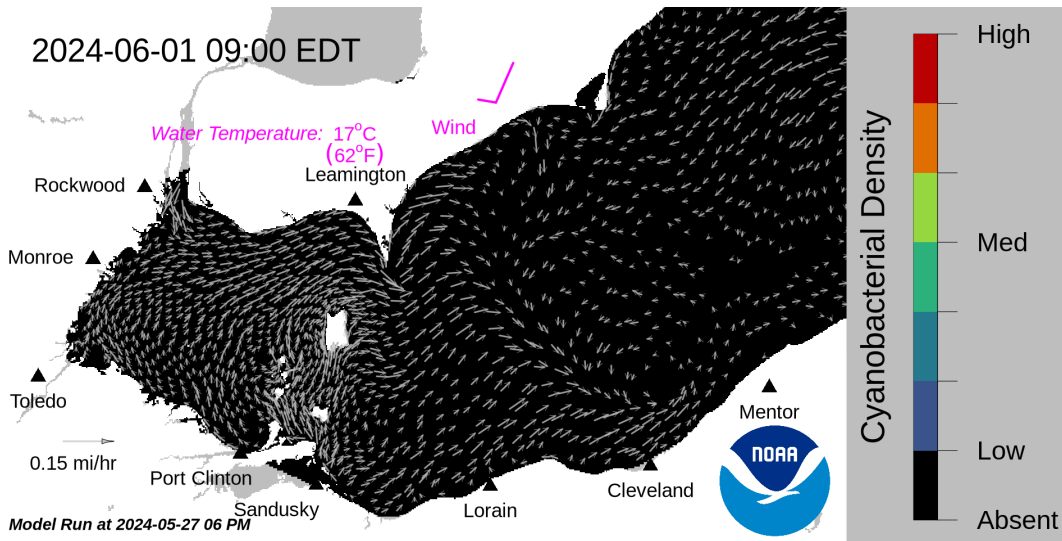 2024-06-01 09:00 EDT
Water Temperature: 17°C
(62°F)
Wind
Leamington
Rockwood
Monroe
Toledo
0.15 mi/hr
Port Clinton
Sandusky
Lorain
Cleveland
Mentor
NOAA
Model Run at 2024-05-27 06 PM
Cyanobacterial Density
High
Med
Low
Absent